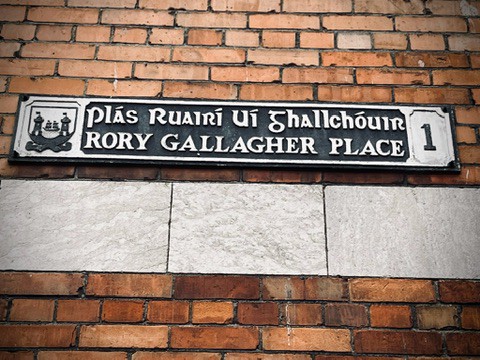 Plás Ruairí Uí Ghallchóuir
RORY GALLAGHER PLACE
1